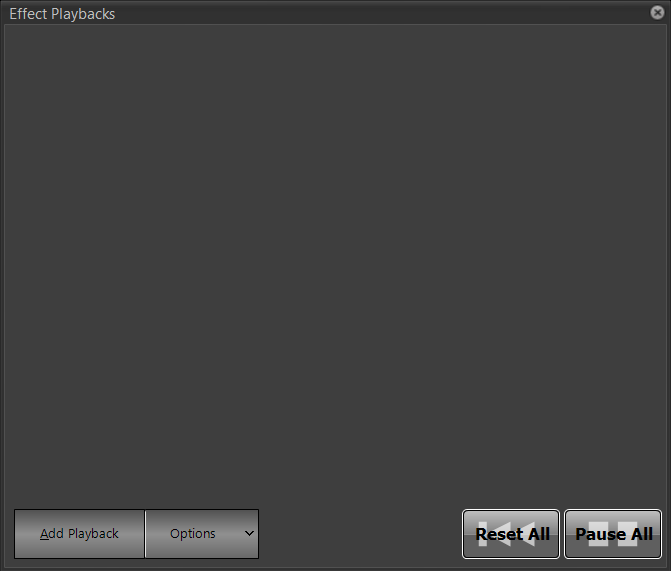 Effect Playbacks
Add Playback
Options
Reset All
Pause All